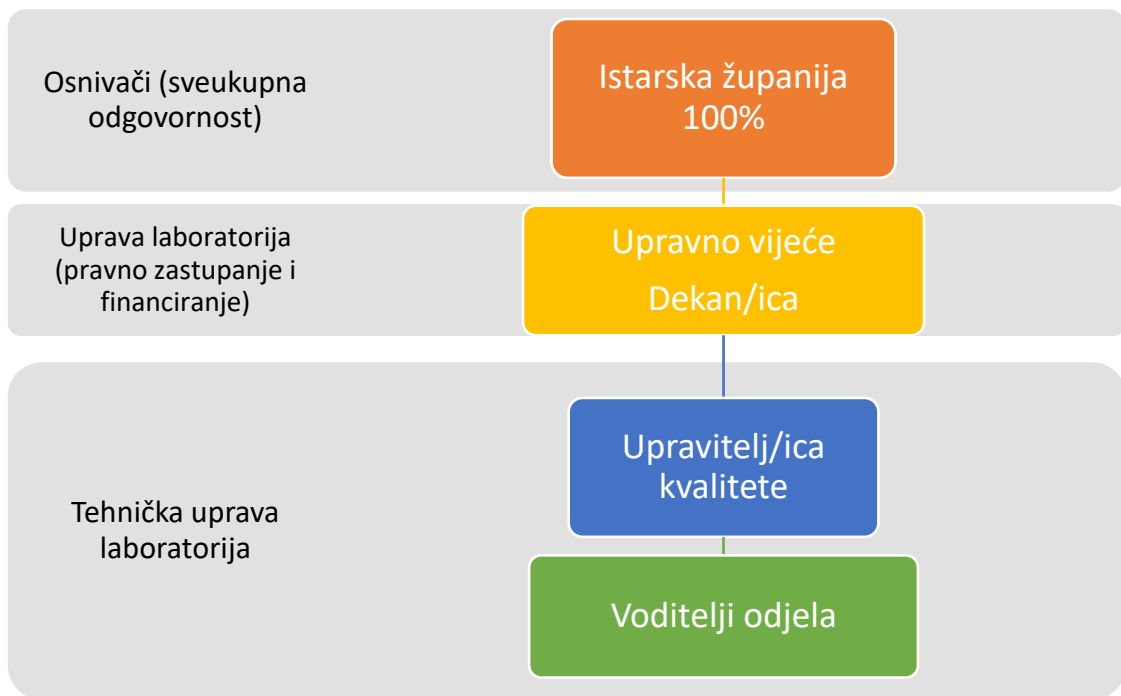 Osnivači (sveukupna
odgovornost)
Istarska županija
100%
Uprava laboratorija
(pravno zastupanje i
financiranje)
Upravno vijeće
Dekan/ica
Tehnička uprava
laboratorija
Upravitelj/ica
kvalitete
Voditelji odjela